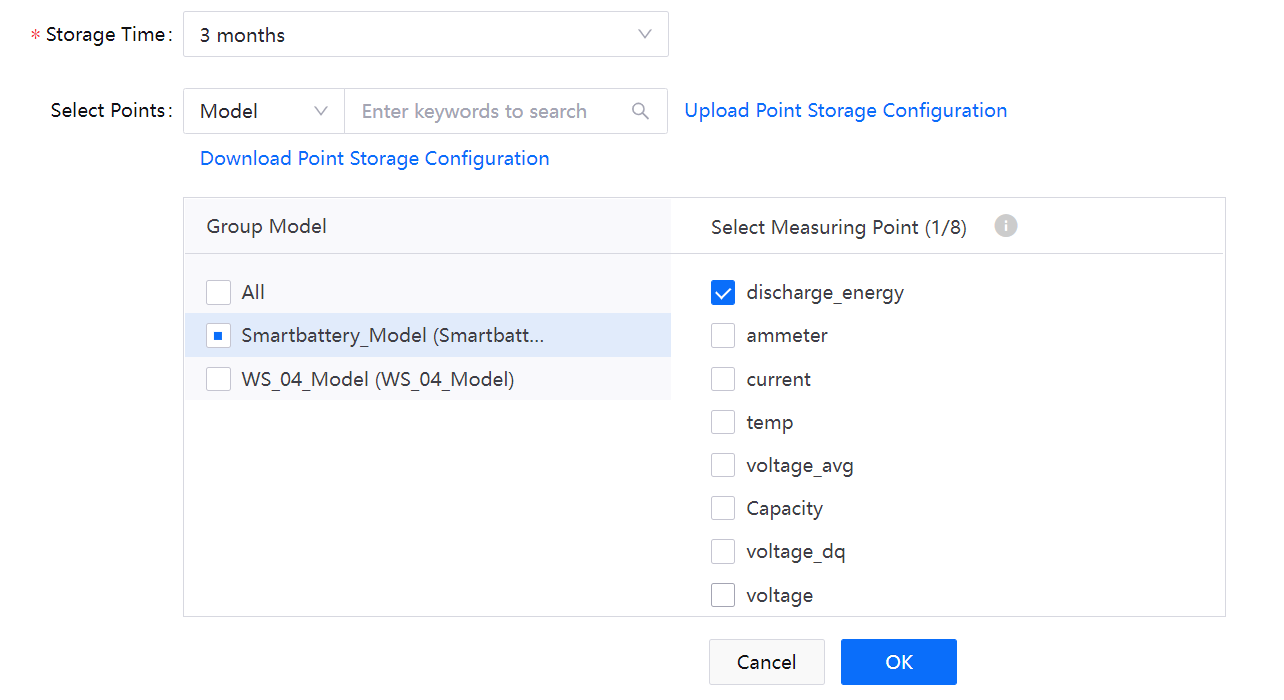 * Storage Time: 3 months
Select Points: Model Enter keywords to search Upload Point Storage Configuration
Download Point Storage Configuration
Group Model Select Measuring Point (1/8)
All discharge_energy
Smartbattery_Model (Smartbatt... ammeter
WS_04_Model (WS_04_Model) current
temp
voltage_avg
Capacity
voltage_dq
voltage
Cancel OK